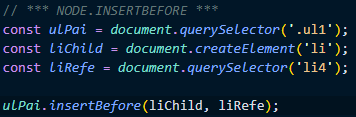 // *** NODE.INSERTBEFORE ***
const ulPai = document.querySelector('.ul1');
const liChild = document.createElement('li');
const liRefe = document.querySelector('li4');
ulPai.insertBefore(liChild, liRefe);